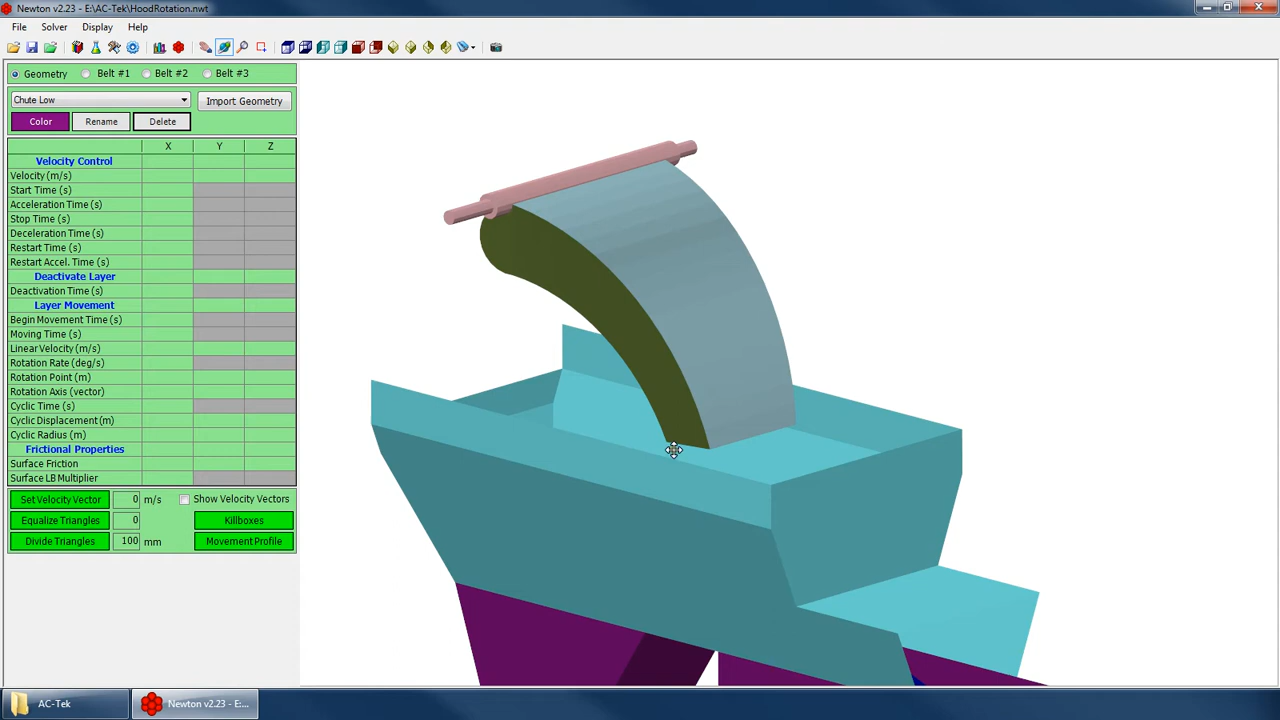 Newton v2.23 - E:\AC-Tek\HoodRotation.nwt
File Solver Display Help
Geometry Belt #1 Belt #2 Belt #3
Chute Low Import Geometry
Color Rename Delete
X Y Z
Velocity Control
Velocity (m/s)
Start Time (s)
Acceleration Time (s)
Stop Time (s)
Deceleration Time (s)
Restart Time (s)
Restart Accel. Time (s)
Deactivate Layer
Deactivation Time (s)
Layer Movement
Begin Movement Time (s)
Moving Time (s)
Linear Velocity (m/s)
Rotation Rate (deg/s)
Rotation Point (m)
Rotation Axis (vector)
Cyclic Time (s)
Cyclic Displacement (m)
Cyclic Radius (m)
Frictional Properties
Surface Friction
Surface LB Multiplier
Set Velocity Vector 0 m/s Show Velocity Vectors
Equalize Triangles 0 Killboxes
Divide Triangles 100 mm Movement Profile
AC-Tek Newton v2.23 - E:...